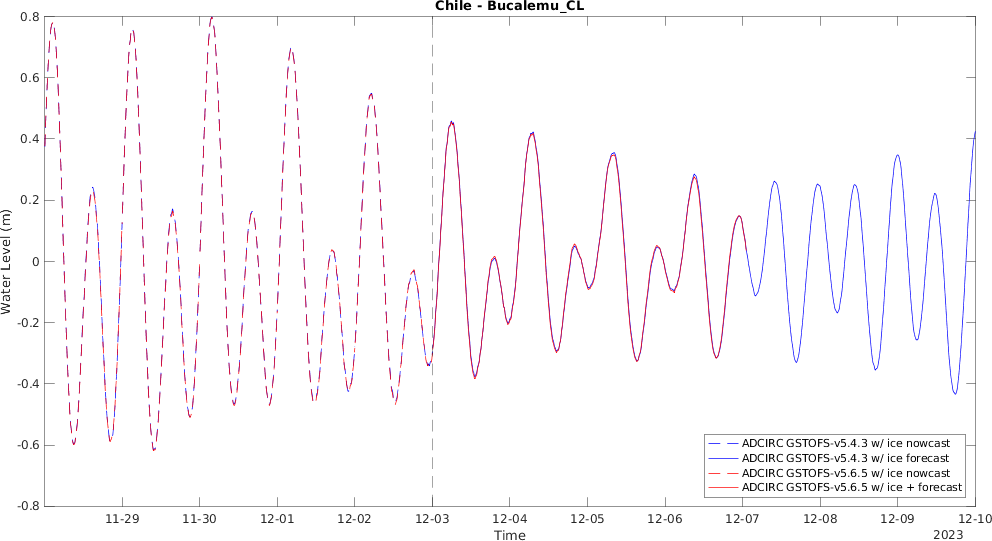 Chile - Bucalemu_CL
Water Level (m)
0.8
0.6
0.4
0.2
0
-0.2
-0.4
-0.6
-0.8
ADCIRC GSTOFS-v5.4.3 w/ ice nowcast
ADCIRC GSTOFS-v5.4.3 w/ ice forecast
ADCIRC GSTOFS-v5.6.5 w/ ice nowcast
ADCIRC GSTOFS-v5.6.5 w/ ice + forecast
11-29 11-30 12-01 12-02 12-03 12-04 12-05 12-06 12-07 12-08 12-09 12-10
Time
2023